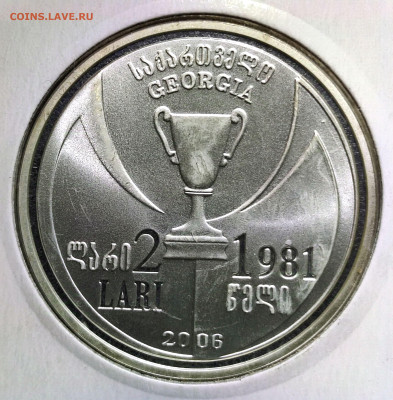 COINS.LAVE.RU
საქართველო
GEORGIA
ლარი 2 1981
LARI წელი
2006